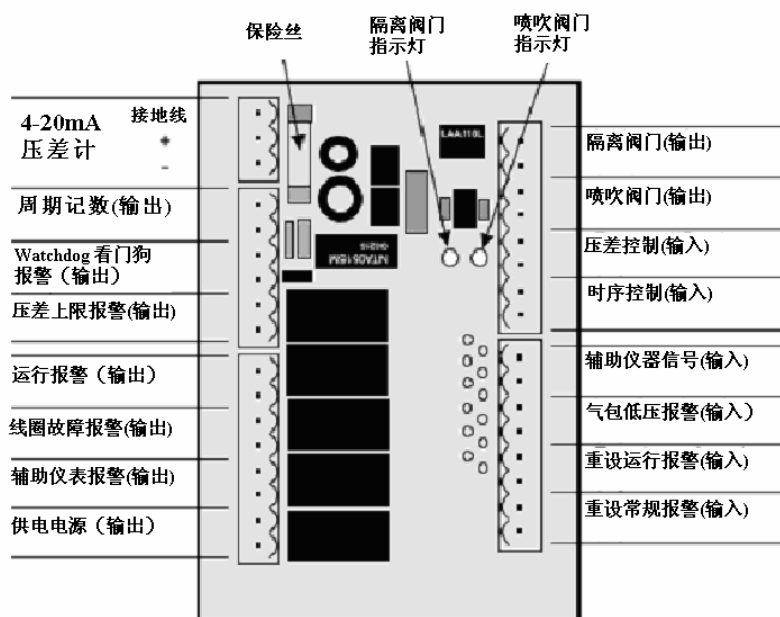 保险丝
隔离阀门
指示灯
喷吹阀门
指示灯
4-20mA
压差计
接地线
+
-
周期记数(输出)
Watchdog 看门狗
报警（输出）
压差上限报警(输出)
运行报警（输出）
线圈故障报警(输出)
辅助仪表报警(输出)
供电电源（输出）
LAA110L
NTA0515M
隔离阀门(输出)
喷吹阀门(输出)
压差控制(输入)
时序控制(输入)
辅助仪器信号(输入)
气包低压报警(输入）
重设运行报警(输入)
重设常规报警(输入)